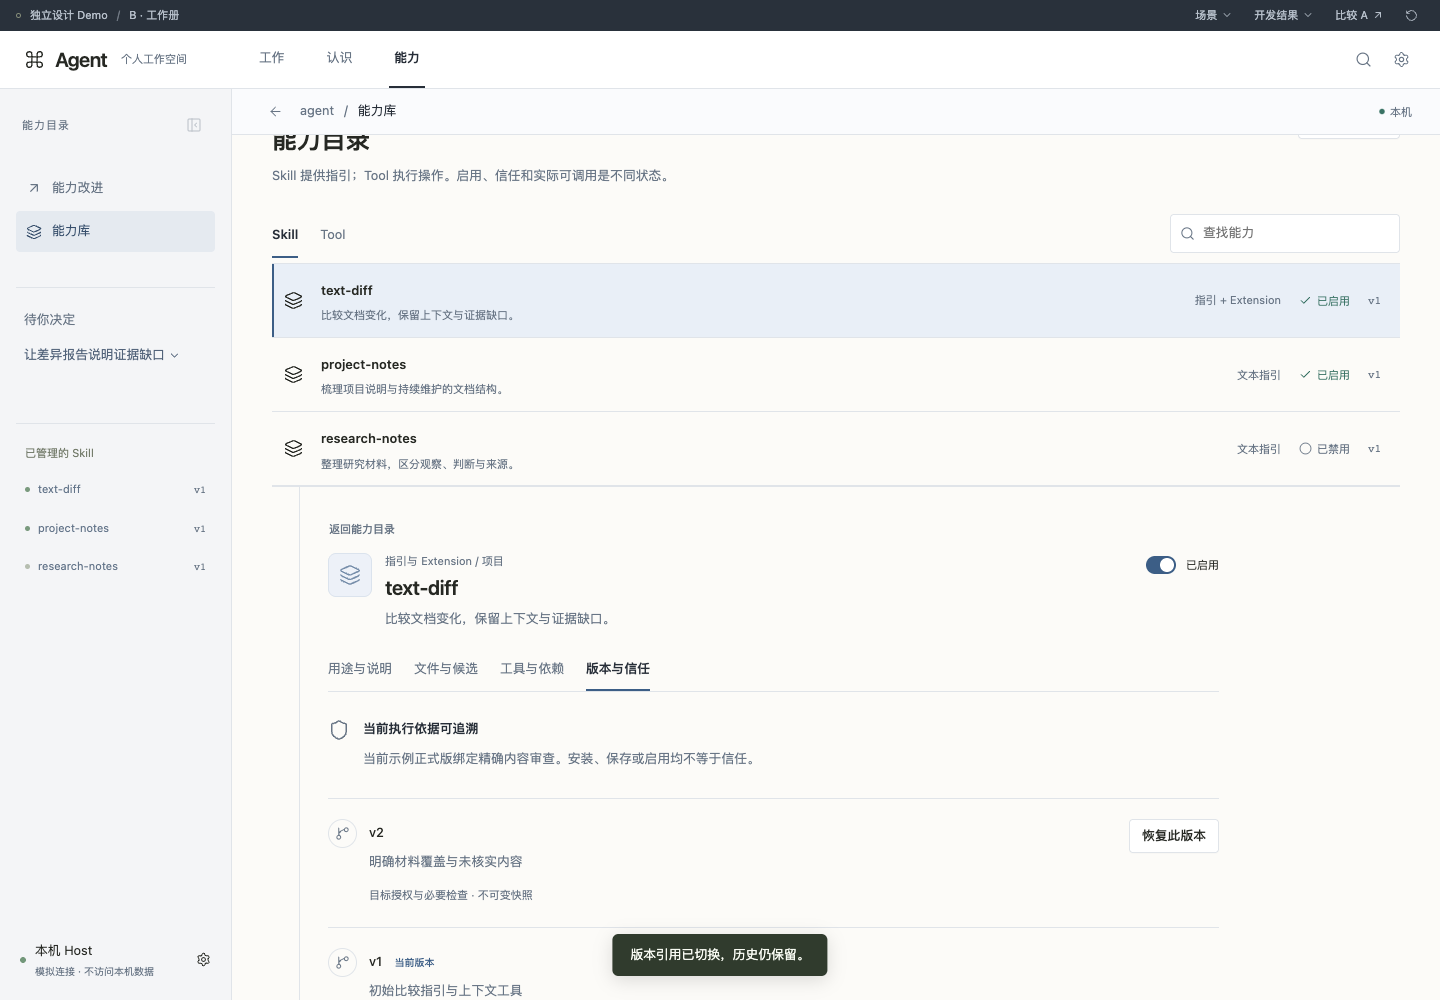 独立设计 Demo / B · 工作册
场景
开发结果
比较 A
Agent 个人工作空间
工作
认识
能力
能力目录
能力改进
能力库
待你决定
让差异报告说明证据缺口
已管理的 Skill
text-diff v1
project-notes v1
research-notes v1
本机 Host
模拟连接 · 不访问本机数据
agent / 能力库
本机
能力目录
Skill 提供指引；Tool 执行操作。启用、信任和实际可调用是不同状态。
Skill
Tool
查找能力
text-diff
比较文档变化，保留上下文与证据缺口。
指引 + Extension 已启用 v1
project-notes
梳理项目说明与持续维护的文档结构。
文本指引 已启用 v1
research-notes
整理研究材料，区分观察、判断与来源。
文本指引 已禁用 v1
返回能力目录
指引与 Extension / 项目
text-diff
比较文档变化，保留上下文与证据缺口。
已启用
用途与说明
文件与候选
工具与依赖
版本与信任
当前执行依据可追溯
当前示例正式版绑定精确内容审查。安装、保存或启用均不等于信任。
v2
明确材料覆盖与未核实内容
目标授权与必要检查 · 不可变快照
恢复此版本
v1 当前版本
初始比较指引与上下文工具
版本引用已切换，历史仍保留。